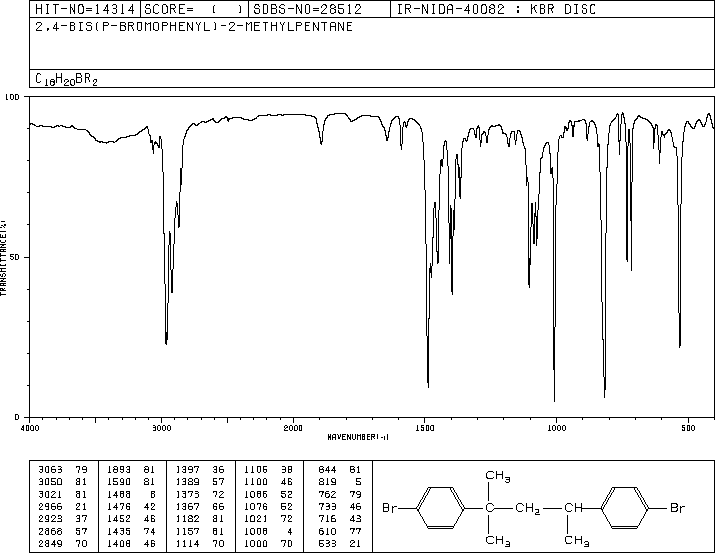 HIT-NO=14314 SCORE= ( ) SDBS-NO=28512 IR-NIDA-40082 : KBR DISC
2,4-BIS(P-BROMOPHENYL)-2-METHYLPENTANE
C18H20BR2
100
50
0
TRANSMITTANCE(%)
4000 3000 2000 1500 1000 500
WAVENUMBER(-1)
3063 79 1893 81 1397 36 1106 38 844 81
3050 81 1590 81 1389 57 1100 46 819 5
3021 81 1488 8 1373 72 1086 52 762 79
2966 21 1476 42 1367 66 1076 52 733 46
2923 37 1452 46 1182 81 1021 72 716 43
2868 57 1435 74 1157 81 1008 4 610 77
2849 70 1408 46 1114 70 1000 70 533 21
CH3
Br C CH2 CH Br
CH3 CH3